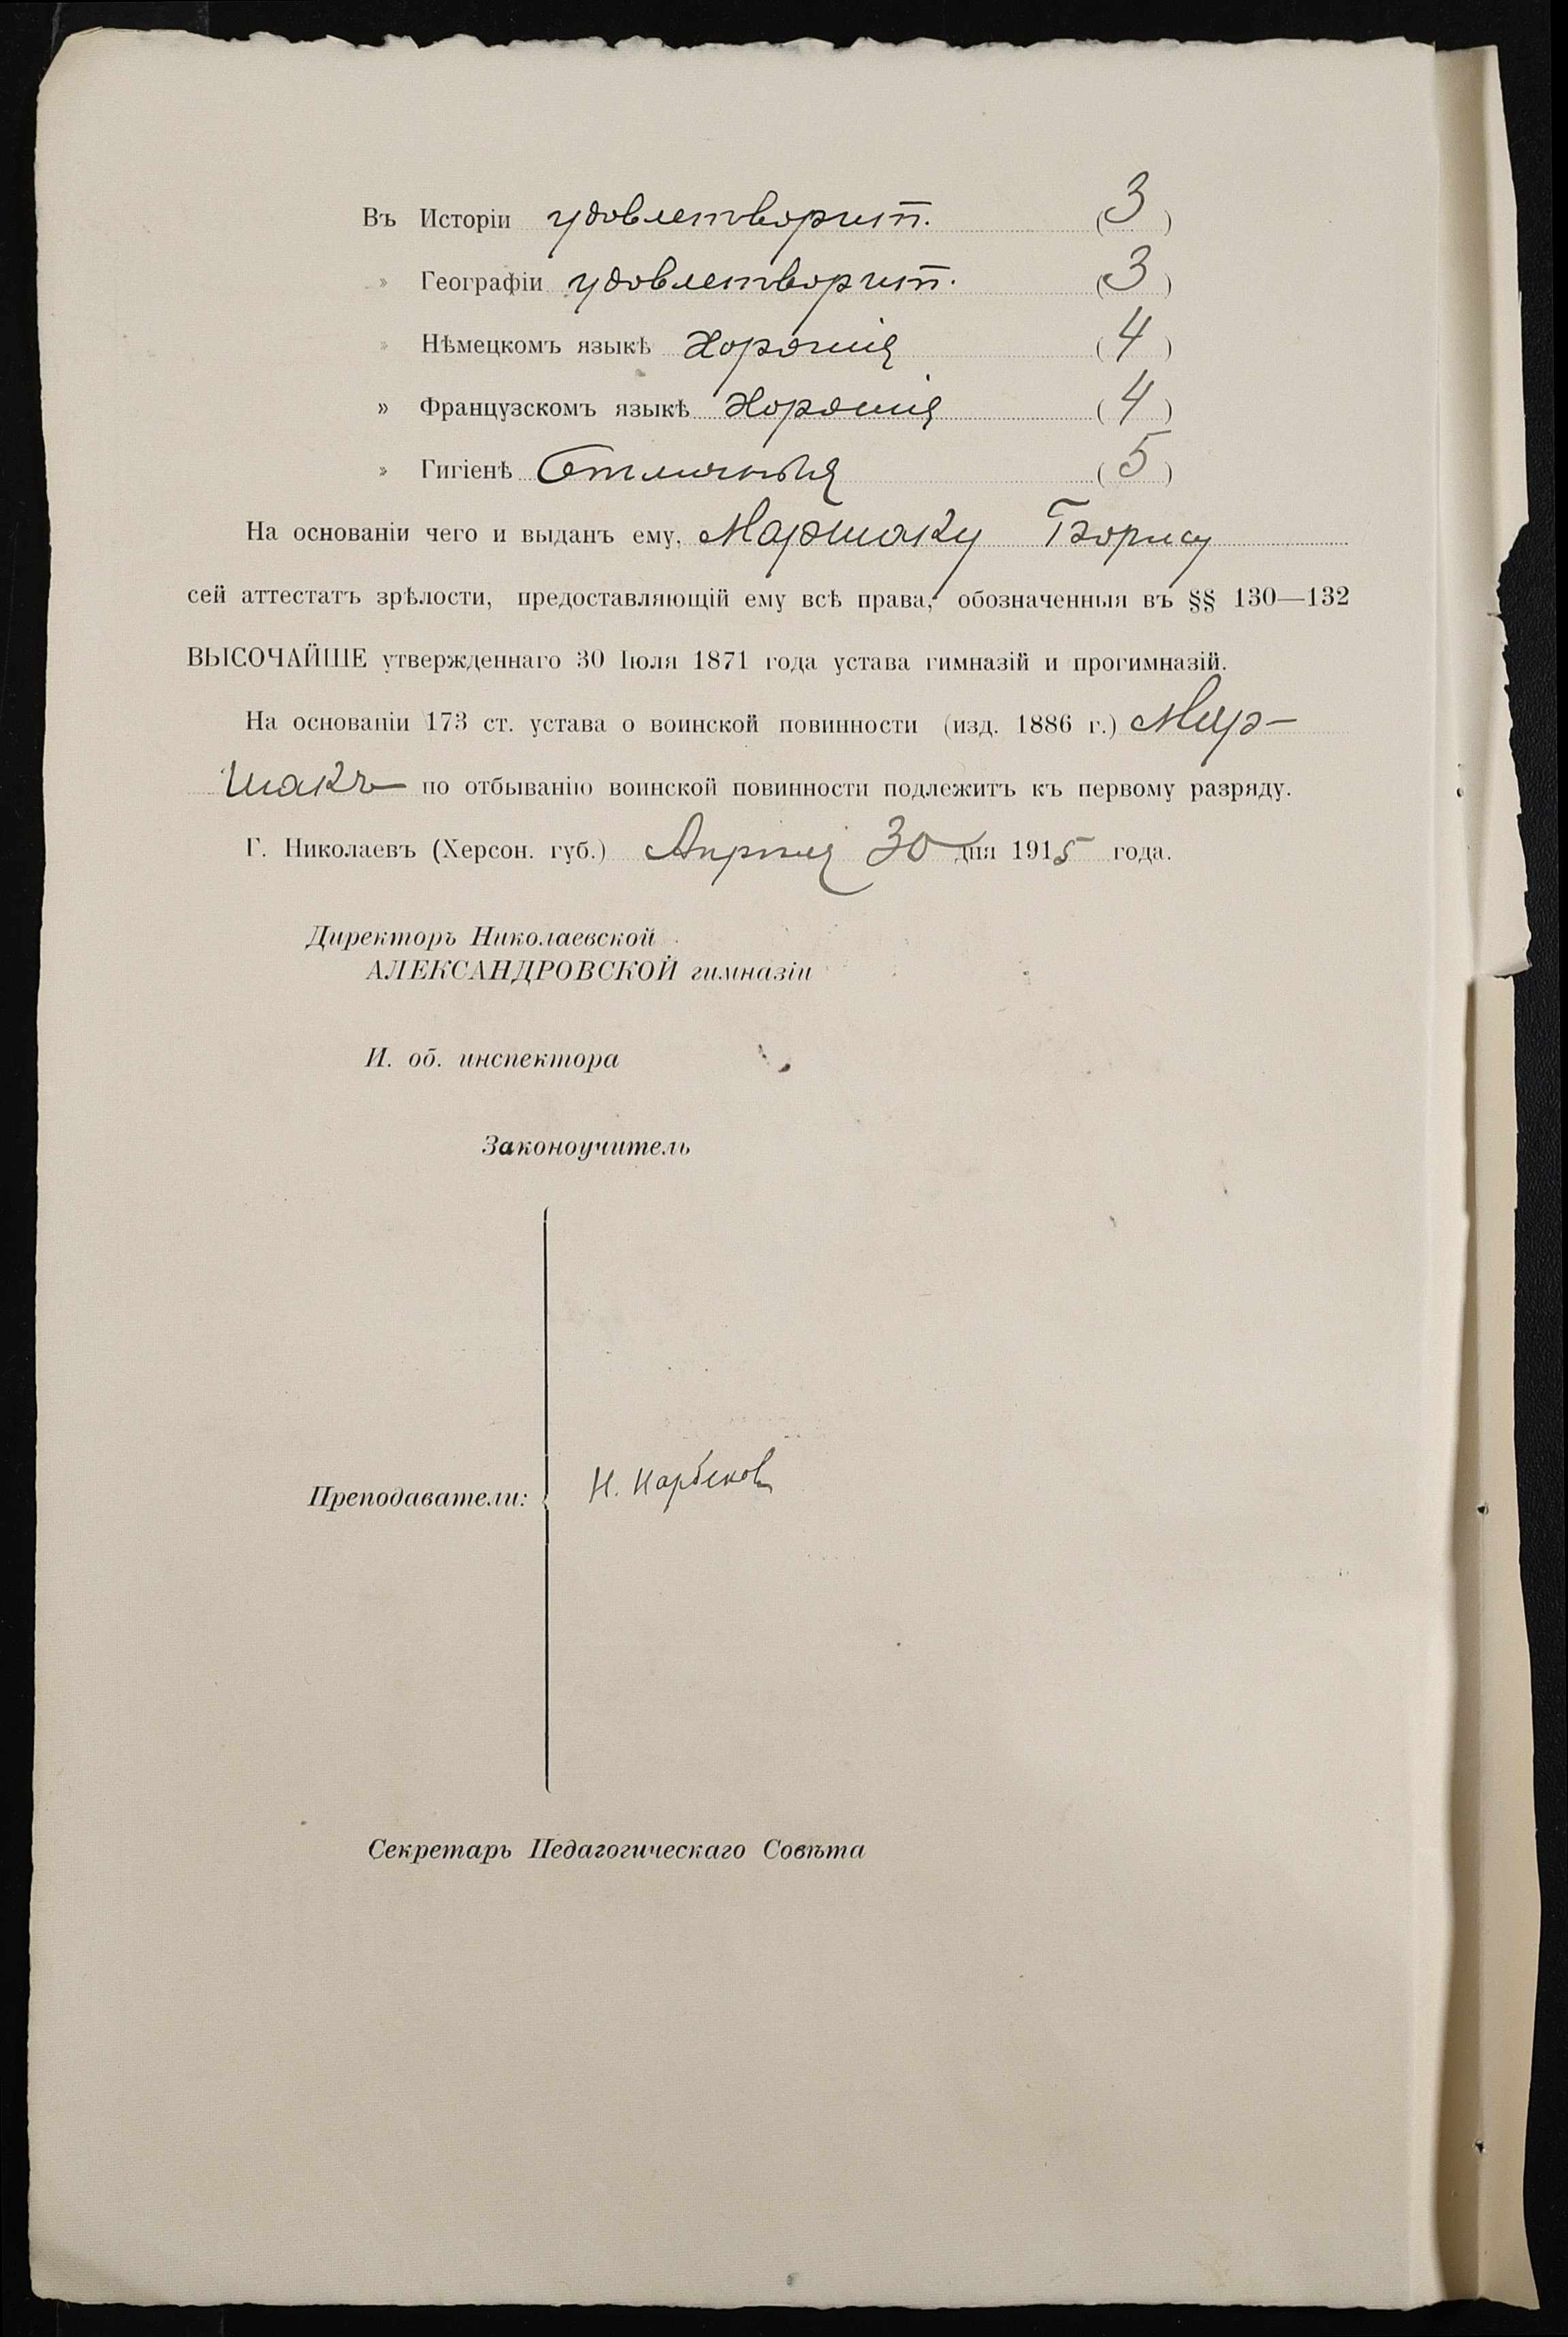 Въ Исторіи удовлетворит. (3)
» Географіи удовлетворит. (3)
» Нѣмецкомъ языкѣ хорошія (4)
» Французскомъ языкѣ хорошія (4)
» Гигіенѣ Отличныя (5)
На основаніи чего и выданъ ему, Маршаку Борису
сей аттестатъ зрѣлости, предоставляющій ему всѣ права, обозначенныя въ §§ 130—132
ВЫСОЧАЙШЕ утвержденнаго 30 Іюля 1871 года устава гимназій и прогимназій.
На основаніи 173 ст. устава о воинской повинности (изд. 1886 г.) Мар-
шакъ по отбыванію воинской повинности подлежитъ къ первому разряду.
Г. Николаевъ (Херсон. губ.) Апрѣля 30 дня 1915 года.
Директоръ Николаевской
АЛЕКСАНДРОВСКОЙ гимназіи
И. об. инспектора
Законоучитель
Преподаватели: Н.
Секретарь Педагогическаго Совѣта